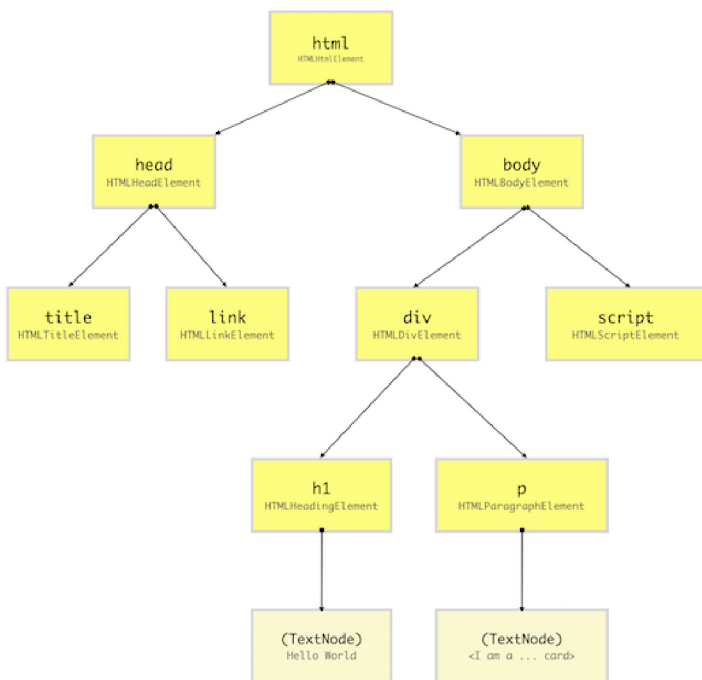 html
HTMLHtmlElement
head
HTMLHeadElement
body
HTMLBodyElement
title
HTMLTitleElement
link
HTMLLinkElement
div
HTMLDivElement
script
HTMLScriptElement
h1
HTMLHeadingElement
p
HTMLParagraphElement
(TextNode)
Hello World
(TextNode)
<I am a ... card>